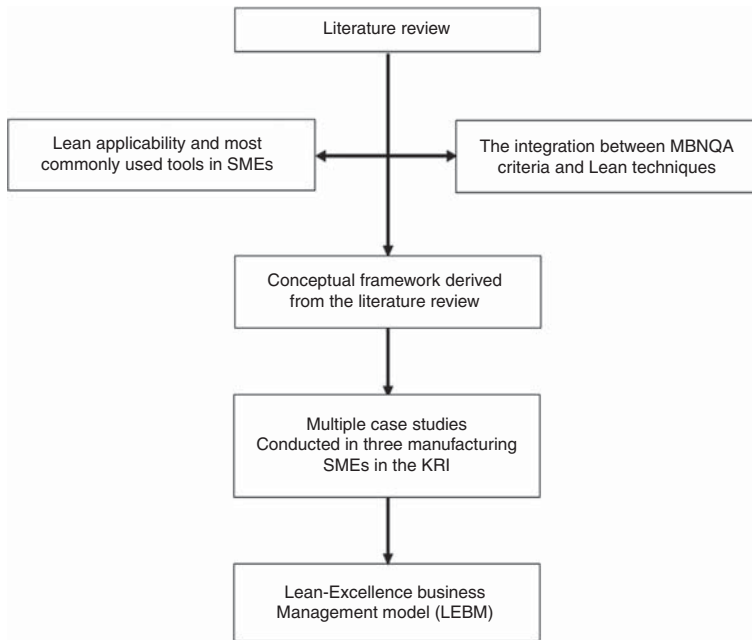 Literature review
Lean applicability and most
commonly used tools in SMEs
The integration between MBNQA
criteria and Lean techniques
Conceptual framework derived
from the literature review
Multiple case studies
Conducted in three manufacturing
SMEs in the KRI
Lean-Excellence business
Management model (LEBM)